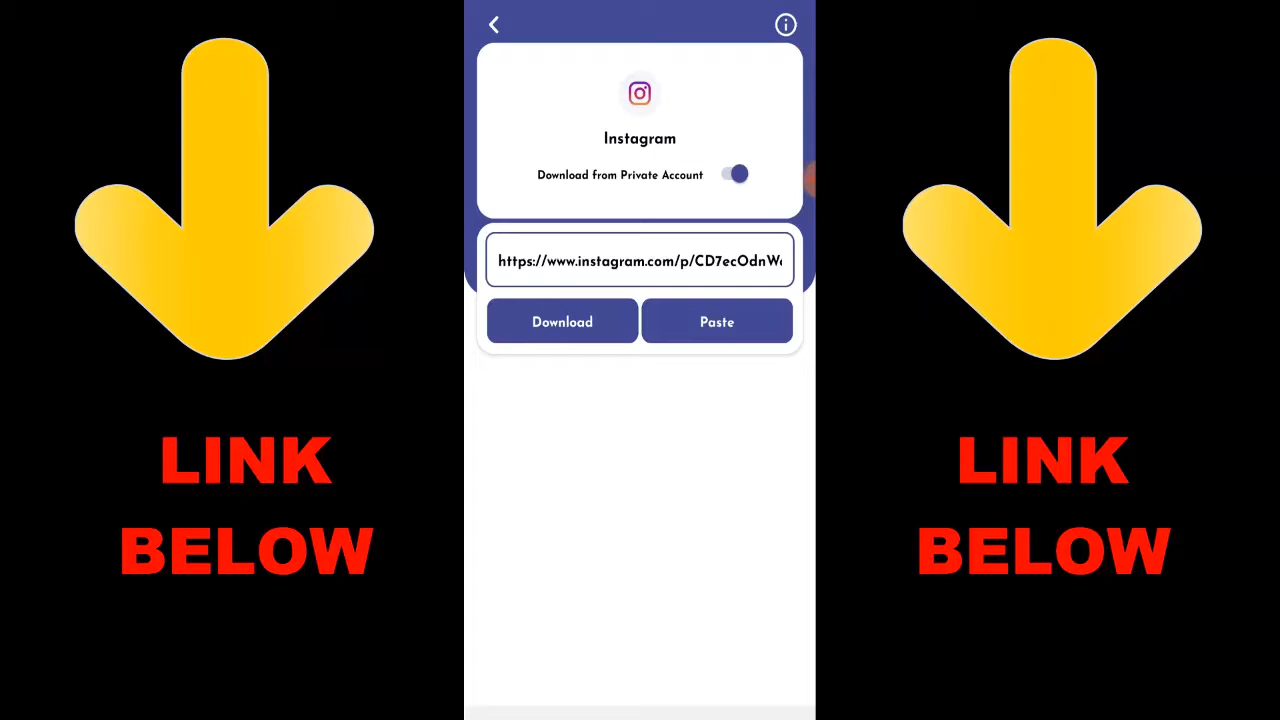 Instagram
Download from Private Account
https://www.instagram.com/p/CD7ecOdnW
Download
Paste
LINK
BELOW
LINK
BELOW